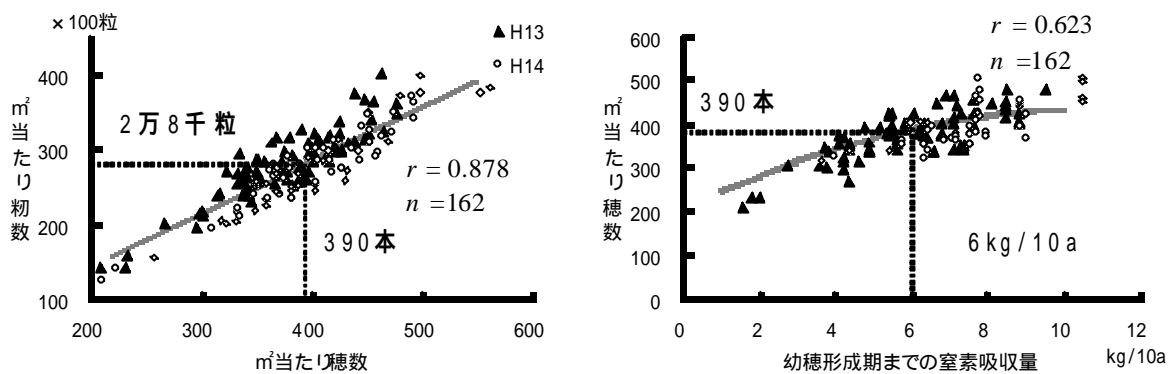 ×100粒
400
300
200
100
㎡当たり籾数
2万8千粒
▲ H13
○ H14
r = 0.878
n =162
390本
200
300
400
500
600
㎡当たり穂数
600
500
400
300
200
100
0
㎡当たり穂数
390本
r = 0.623
n =162
6kg/10a
0
2
4
6
8
10
12
幼穂形成期までの窒素吸収量
kg/10a